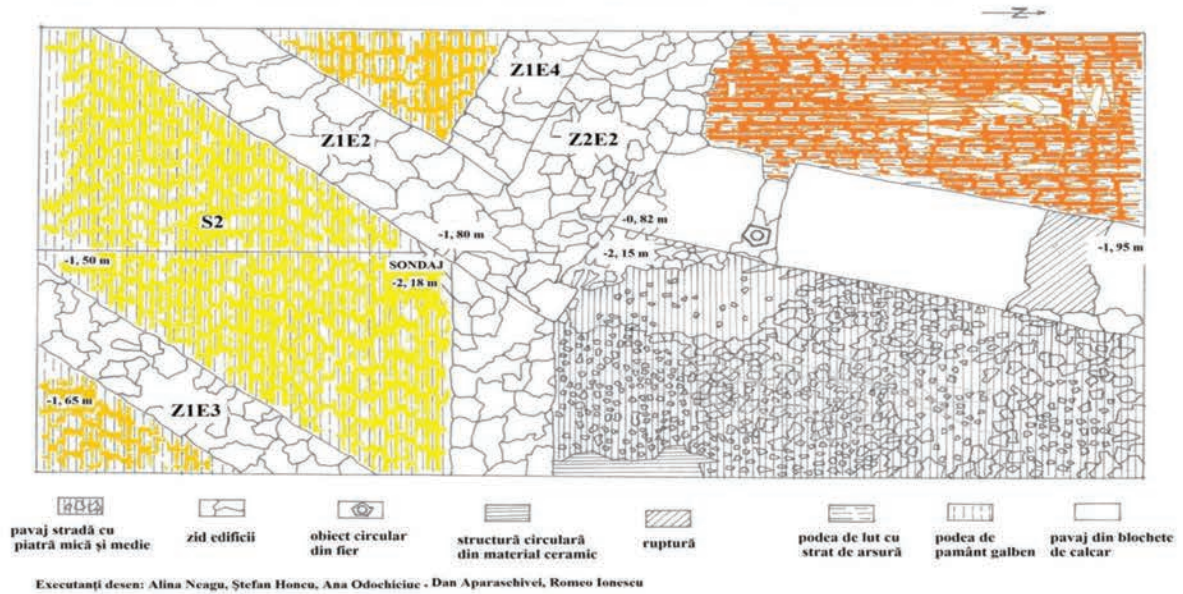 N
Z1E4
Z1E2
Z2E2
S2
-0, 82 m
-1, 80 m
-2, 15 m
-1, 95 m
-1, 50 m
SONDAJ
-2, 18 m
-1, 65 m
Z1E3
pavaj stradă cu
piatră mică și medie
zid edificii
obiect circular
din fier
structură circulară
din material ceramic
ruptură
podea de lut cu
strat de arsură
podea de
pamânt galben
pavaj din blochete
de calcar
Executanți desen: Alina Neagu, Ștefan Honcu, Ana Odochiciuc - Dan Aparaschivei, Romeo Ionescu